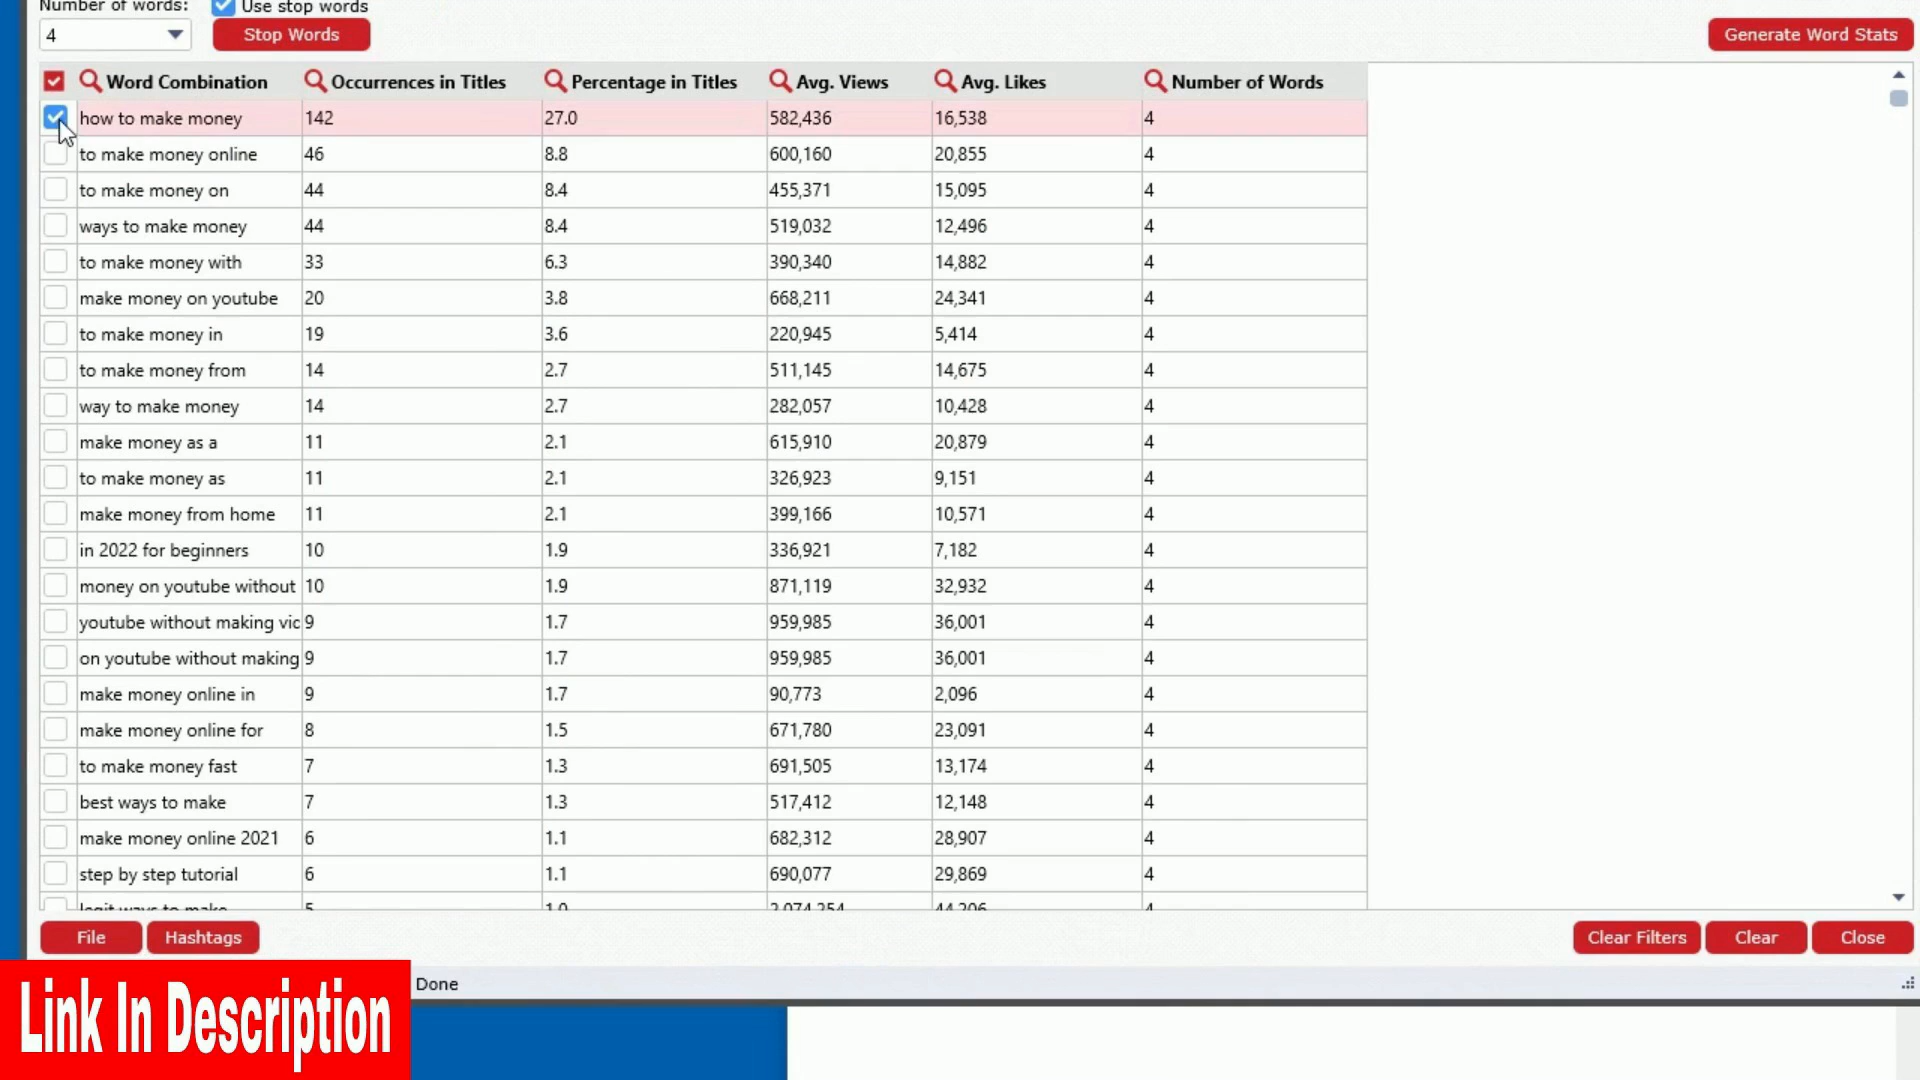 Number of words:
Use stop words
4
Stop Words
Generate Word Stats
Word Combination Occurrences in Titles Percentage in Titles Avg. Views Avg. Likes Number of Words
how to make money 142 27.0 582,436 16,538 4
to make money online 46 8.8 600,160 20,855 4
to make money on 44 8.4 455,371 15,095 4
ways to make money 44 8.4 519,032 12,496 4
to make money with 33 6.3 390,340 14,882 4
make money on youtube 20 3.8 668,211 24,341 4
to make money in 19 3.6 220,945 5,414 4
to make money from 14 2.7 511,145 14,675 4
way to make money 14 2.7 282,057 10,428 4
make money as a 11 2.1 615,910 20,879 4
to make money as 11 2.1 326,923 9,151 4
make money from home 11 2.1 399,166 10,571 4
in 2022 for beginners 10 1.9 336,921 7,182 4
money on youtube without 10 1.9 871,119 32,932 4
youtube without making vic 9 1.7 959,985 36,001 4
on youtube without making 9 1.7 959,985 36,001 4
make money online in 9 1.7 90,773 2,096 4
make money online for 8 1.5 671,780 23,091 4
to make money fast 7 1.3 691,505 13,174 4
best ways to make 7 1.3 517,412 12,148 4
make money online 2021 6 1.1 682,312 28,907 4
step by step tutorial 6 1.1 690,077 29,869 4
legit ways to make 5 1.0 2,074,254 44,206 4
File Hashtags Clear Filters Clear Close
Done
Link In Description